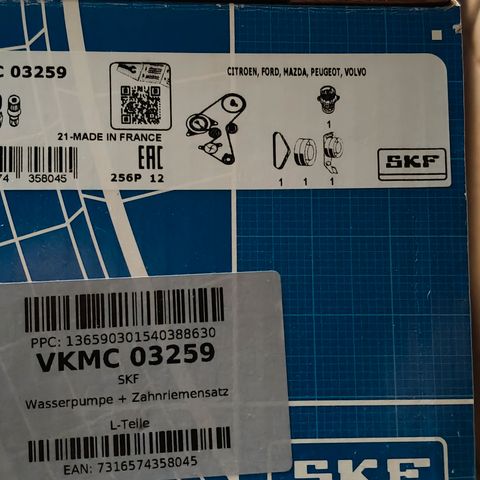 C 03259
CITROEN, FORD, MAZDA, PEUGEOT, VOLVO
1
21-MADE IN FRANCE
EAC
SKF
74 358045
256P 12
1 1 1
PPC: 136590301540388630
VKMC 03259
SKF
Wasserpumpe + Zahnriemensatz
L-Teile
EAN: 7316574358045
SKF